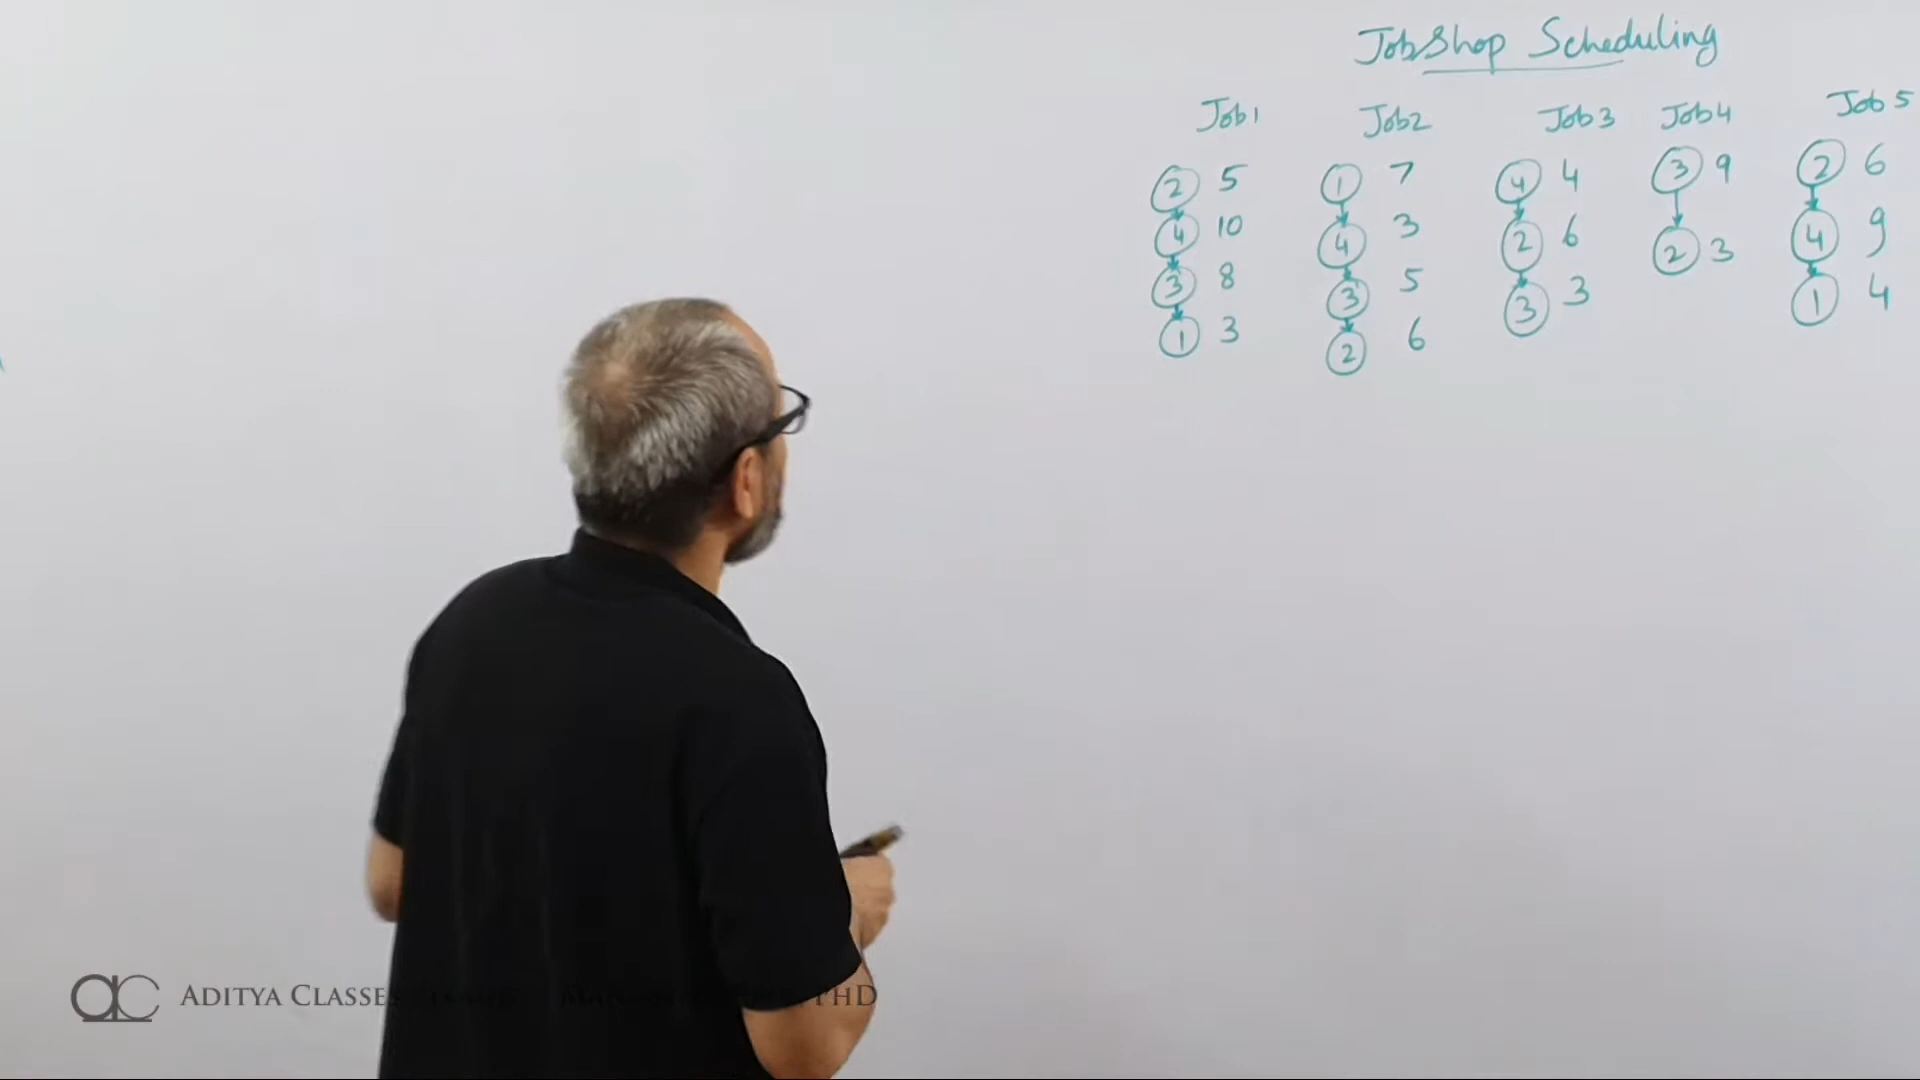 JobShop Scheduling
Job1 Job2 Job3 Job4 Job5
2 5 1 7 4 4 3 9 2 6
4 10 4 3 2 6 2 3 4 9
3 8 3 5 3 3 1 4
1 3 2 6
ADITYA CLASSES PHD